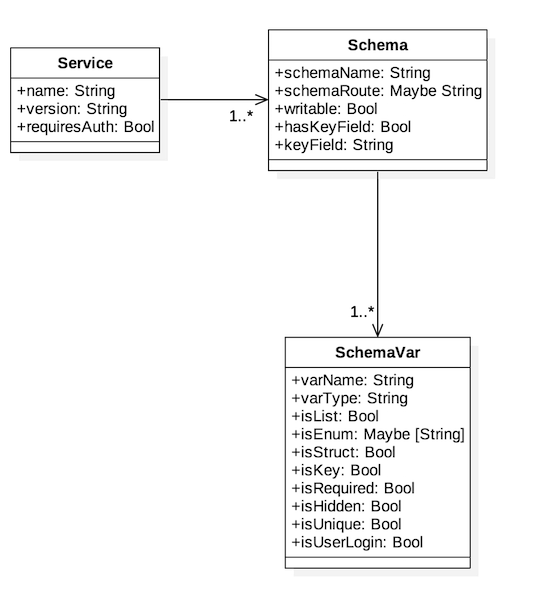 Service
+name: String
+version: String
+requiresAuth: Bool
1..*
Schema
+schemaName: String
+schemaRoute: Maybe String
+writable: Bool
+hasKeyField: Bool
+keyField: String
1..*
SchemaVar
+varName: String
+varType: String
+isList: Bool
+isEnum: Maybe [String]
+isStruct: Bool
+isKey: Bool
+isRequired: Bool
+isHidden: Bool
+isUnique: Bool
+isUserLogin: Bool